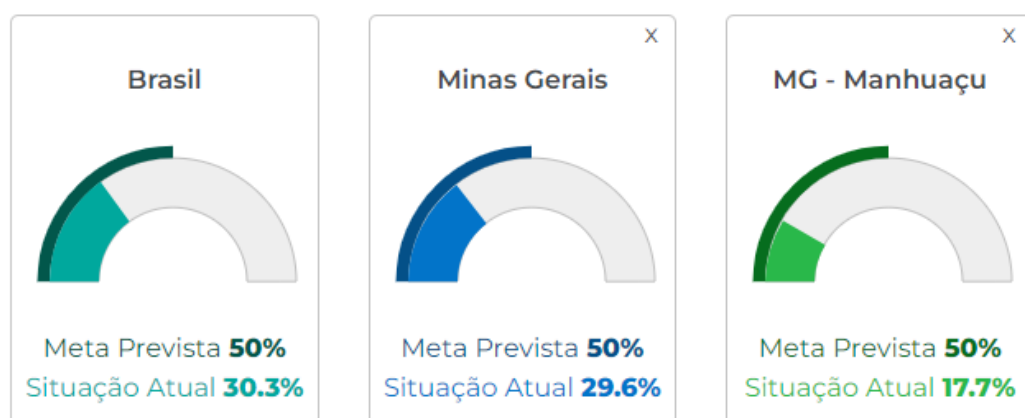 Brasil
Meta Prevista 50%
Situação Atual 30.3%
X
Minas Gerais
Meta Prevista 50%
Situação Atual 29.6%
X
MG - Manhuaçu
Meta Prevista 50%
Situação Atual 17.7%